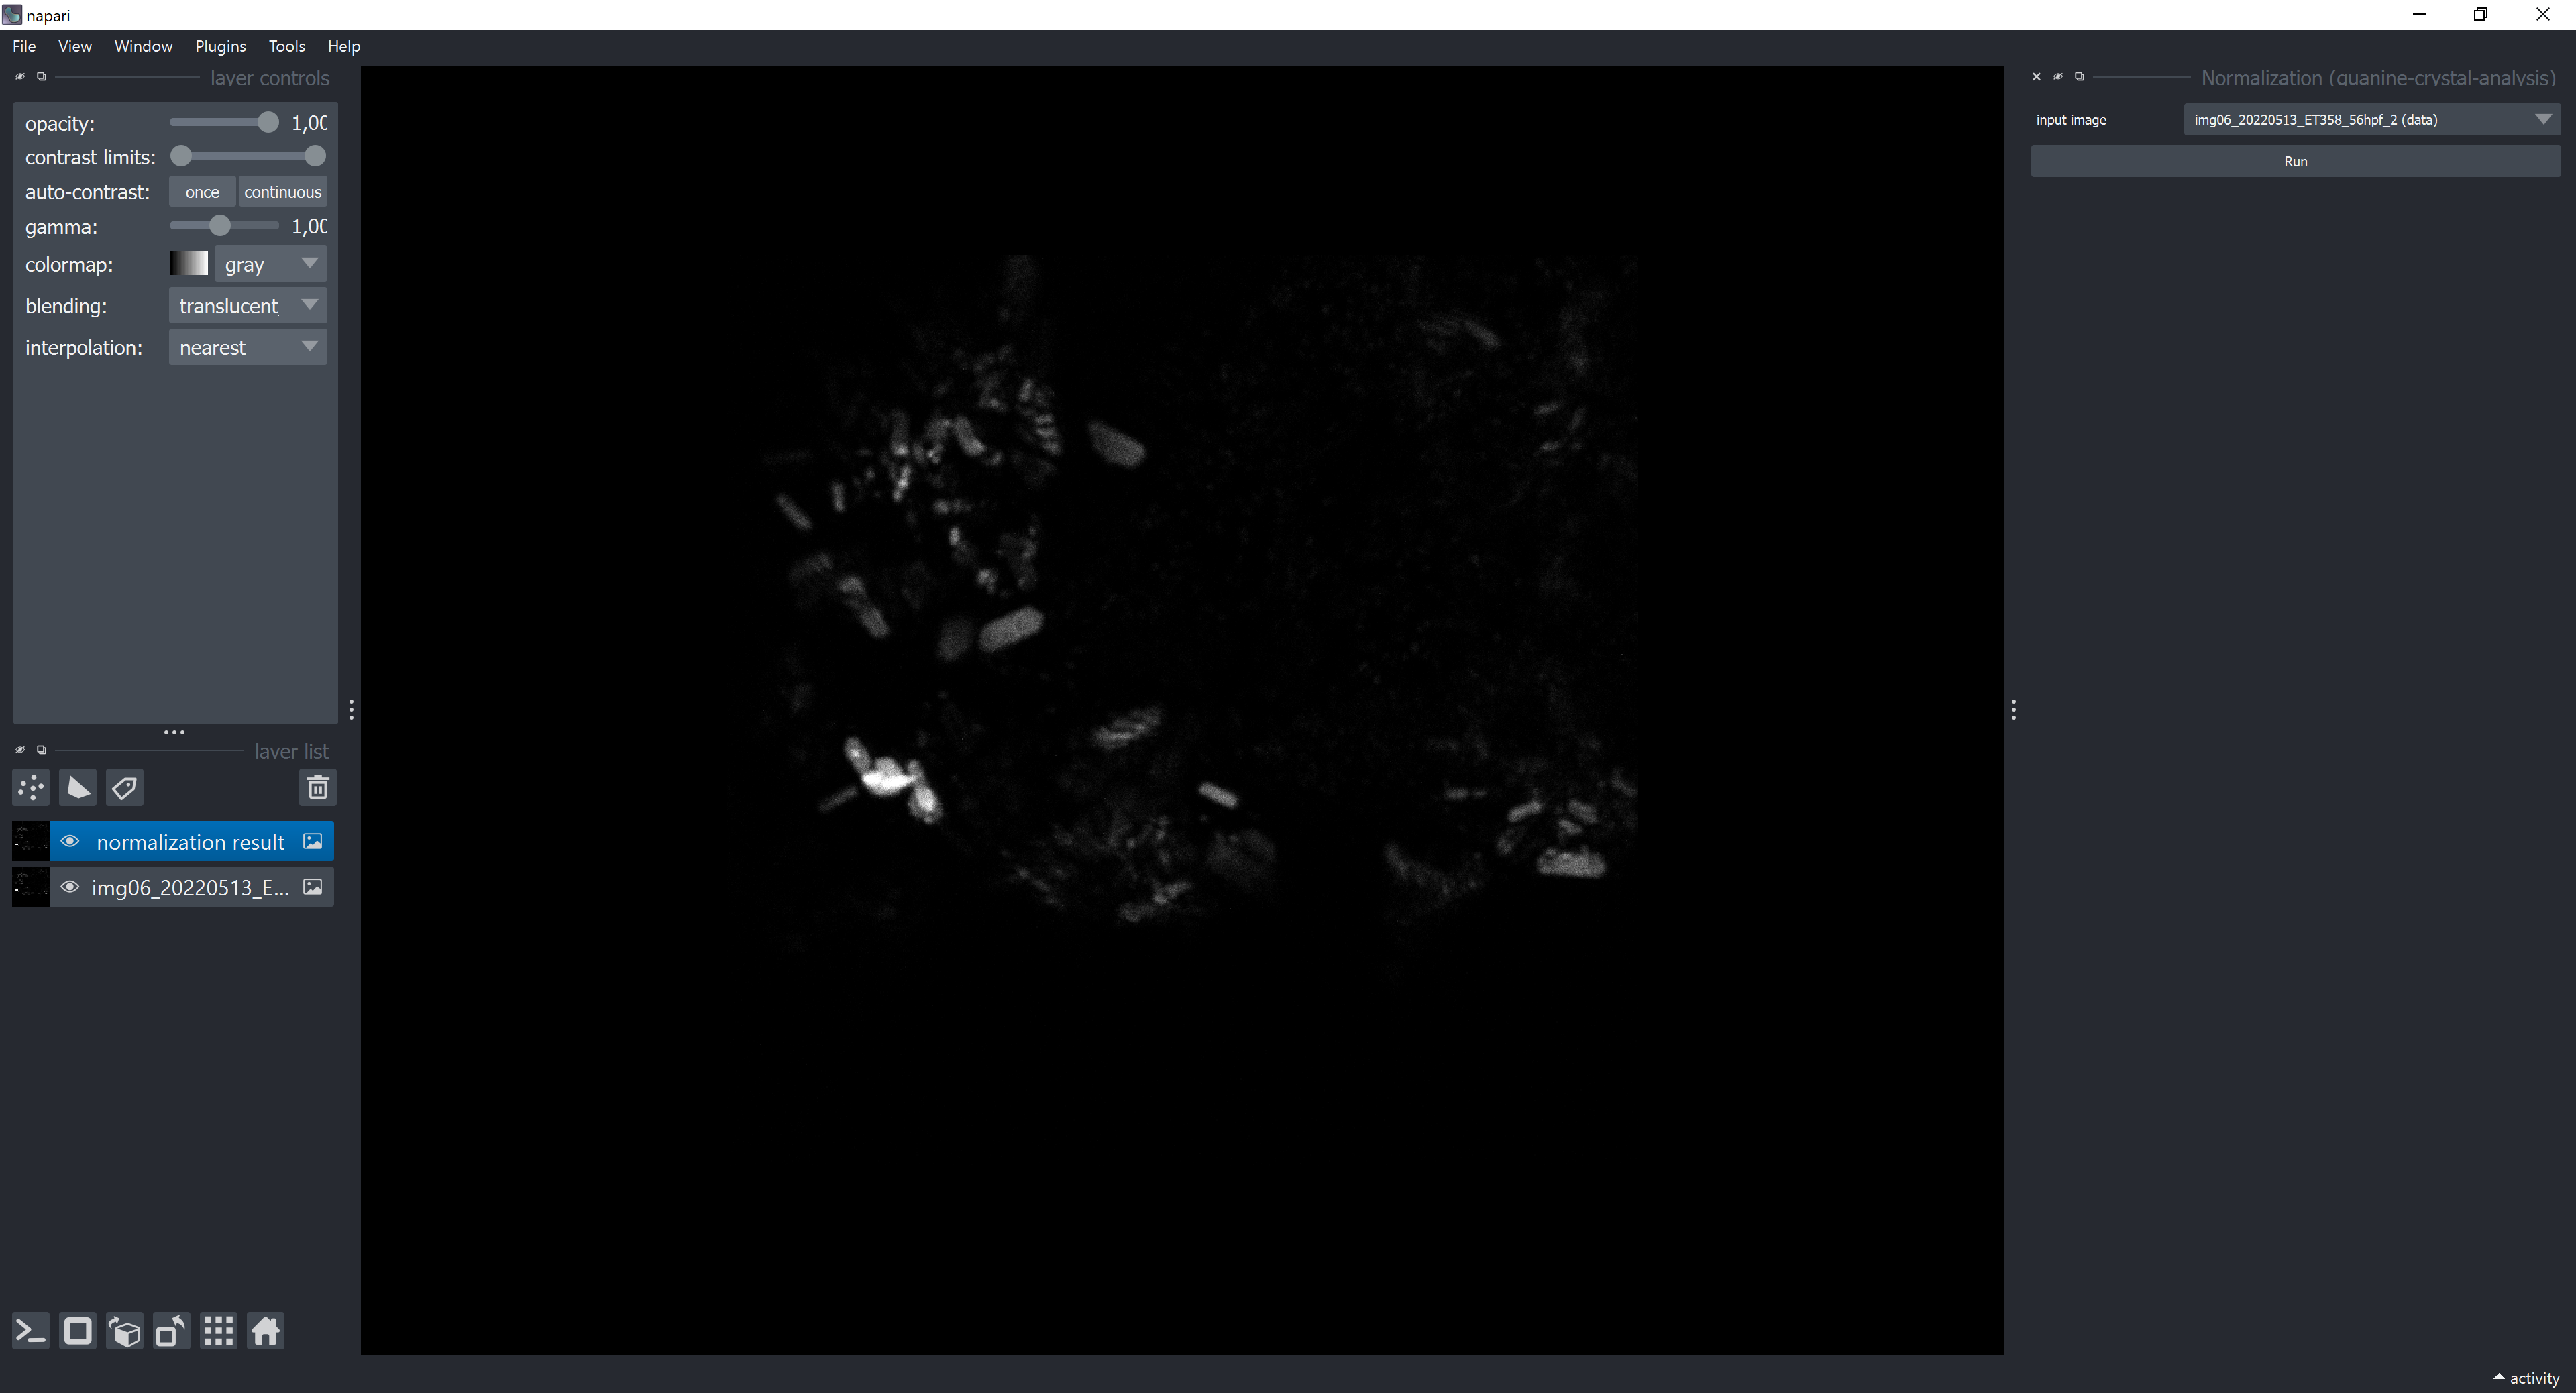 napari
File View Window Plugins Tools Help
layer controls
opacity: 1,00
contrast limits:
auto-contrast: once continuous
gamma: 1,00
colormap: gray
blending: translucent
interpolation: nearest
layer list
normalization result
img06_20220513_E...
Normalization (guanine-crystal-analysis)
input image img06_20220513_ET358_56hpf_2 (data)
Run
activity